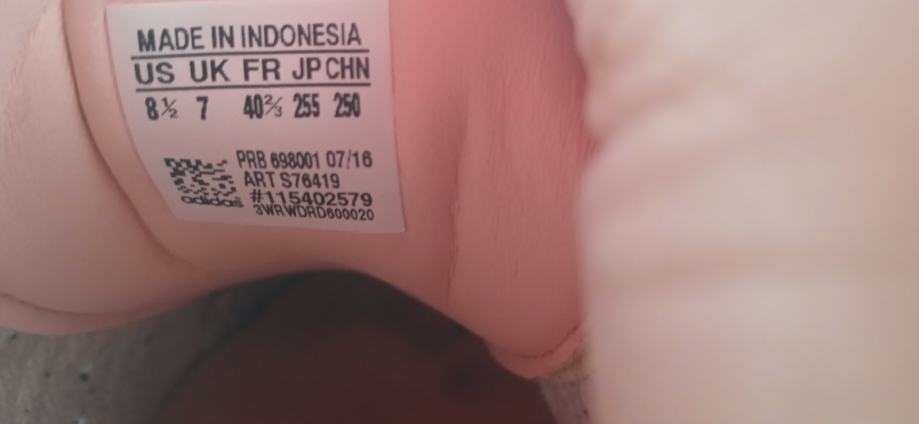 MADE IN INDONESIA
US UK FR JP CHN
8½ 7 40⅔ 255 250
PRB 698001 07/16
ART S76419
adidas #115402579
3WRWDRD600020